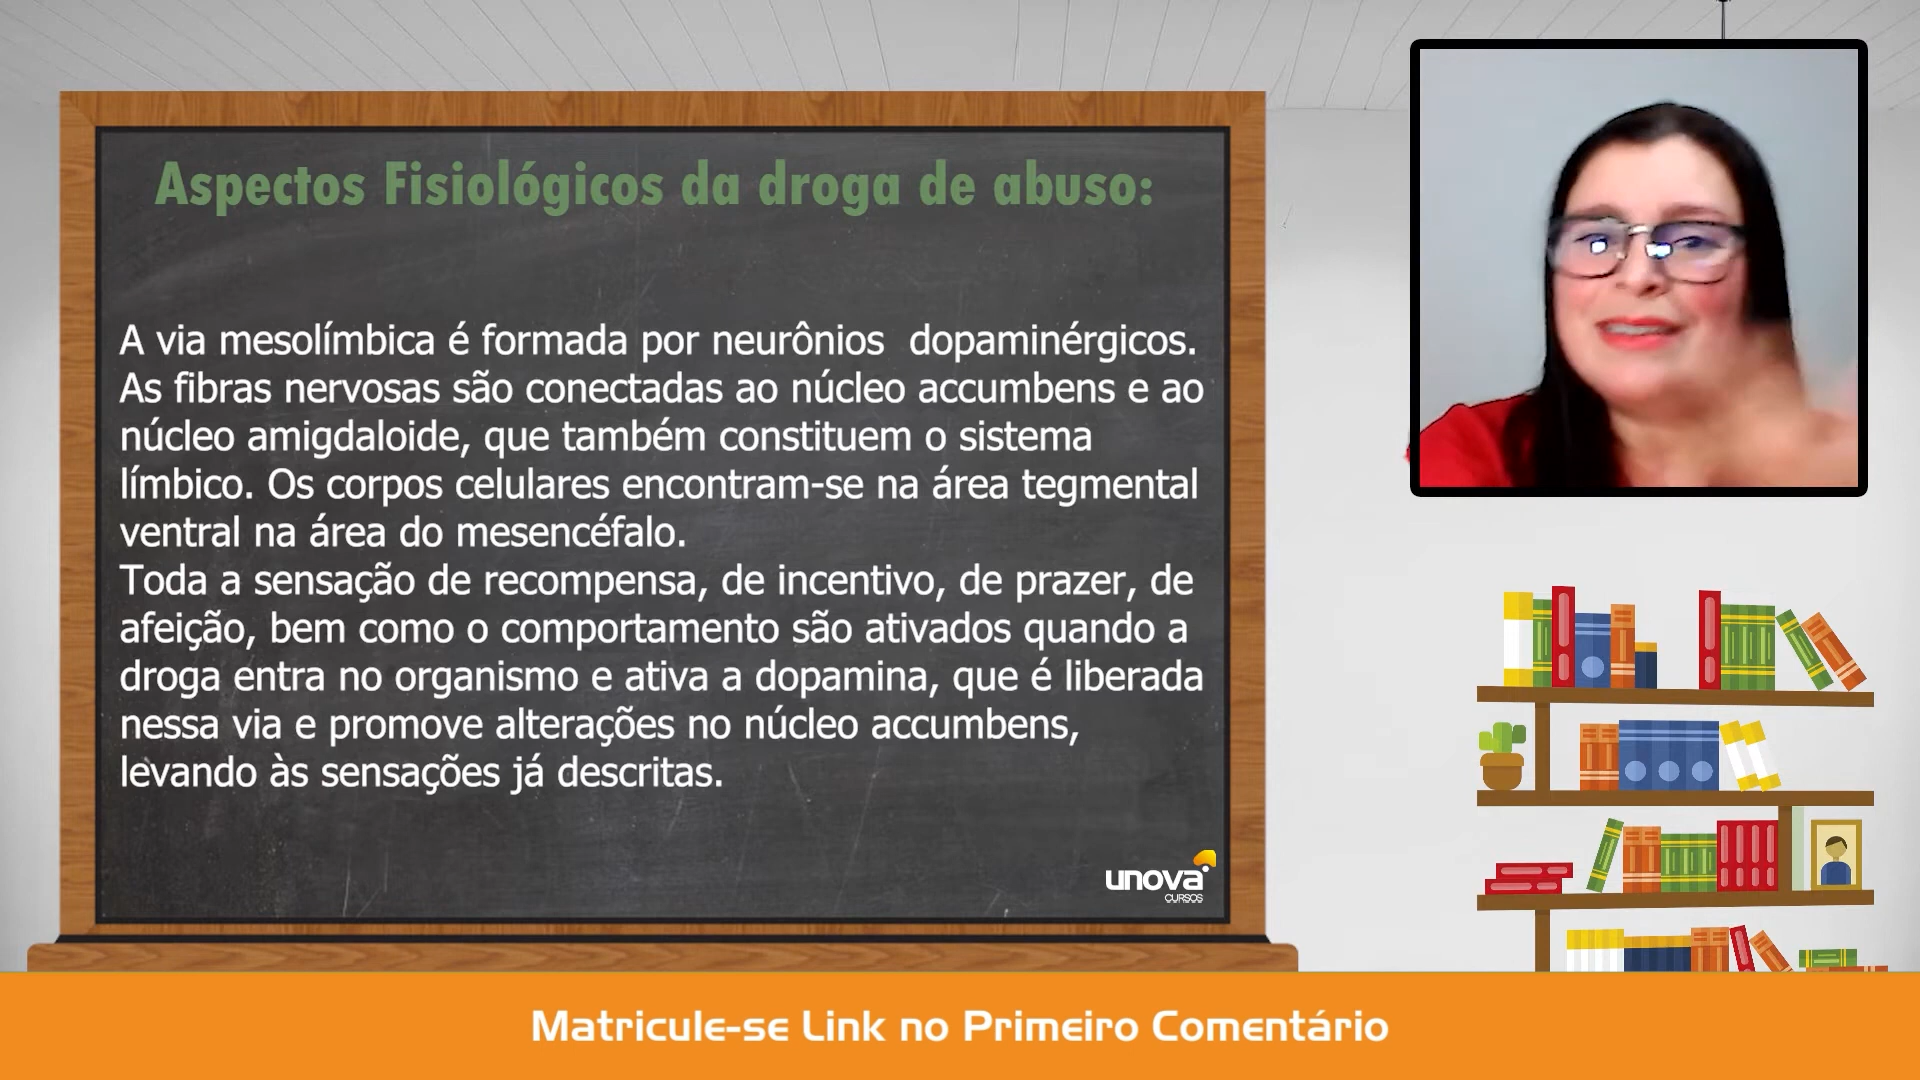 Aspectos Fisiológicos da droga de abuso:
A via mesolímbica é formada por neurônios dopaminérgicos.
As fibras nervosas são conectadas ao núcleo accumbens e ao
núcleo amigdaloide, que também constituem o sistema
límbico. Os corpos celulares encontram-se na área tegmental
ventral na área do mesencéfalo.
Toda a sensação de recompensa, de incentivo, de prazer, de
afeição, bem como o comportamento são ativados quando a
droga entra no organismo e ativa a dopamina, que é liberada
nessa via e promove alterações no núcleo accumbens,
levando às sensações já descritas.
unova
CURSOS
Matricule-se Link no Primeiro Comentário